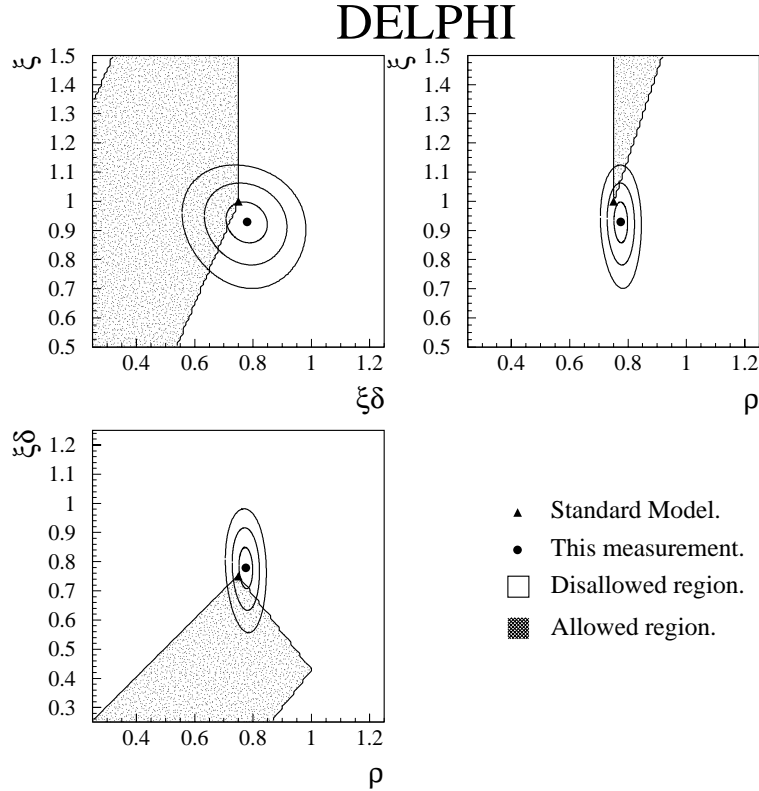 DELPHI
ξ
1.5
1.4
1.3
1.2
1.1
1
0.9
0.8
0.7
0.6
0.5
0.4 0.6 0.8 1 1.2
ξδ
ξ
1.5
1.4
1.3
1.2
1.1
1
0.9
0.8
0.7
0.6
0.5
0.4 0.6 0.8 1 1.2
ρ
ξδ
1.2
1.1
1
0.9
0.8
0.7
0.6
0.5
0.4
0.3
0.4 0.6 0.8 1 1.2
ρ
Standard Model.
This measurement.
Disallowed region.
Allowed region.